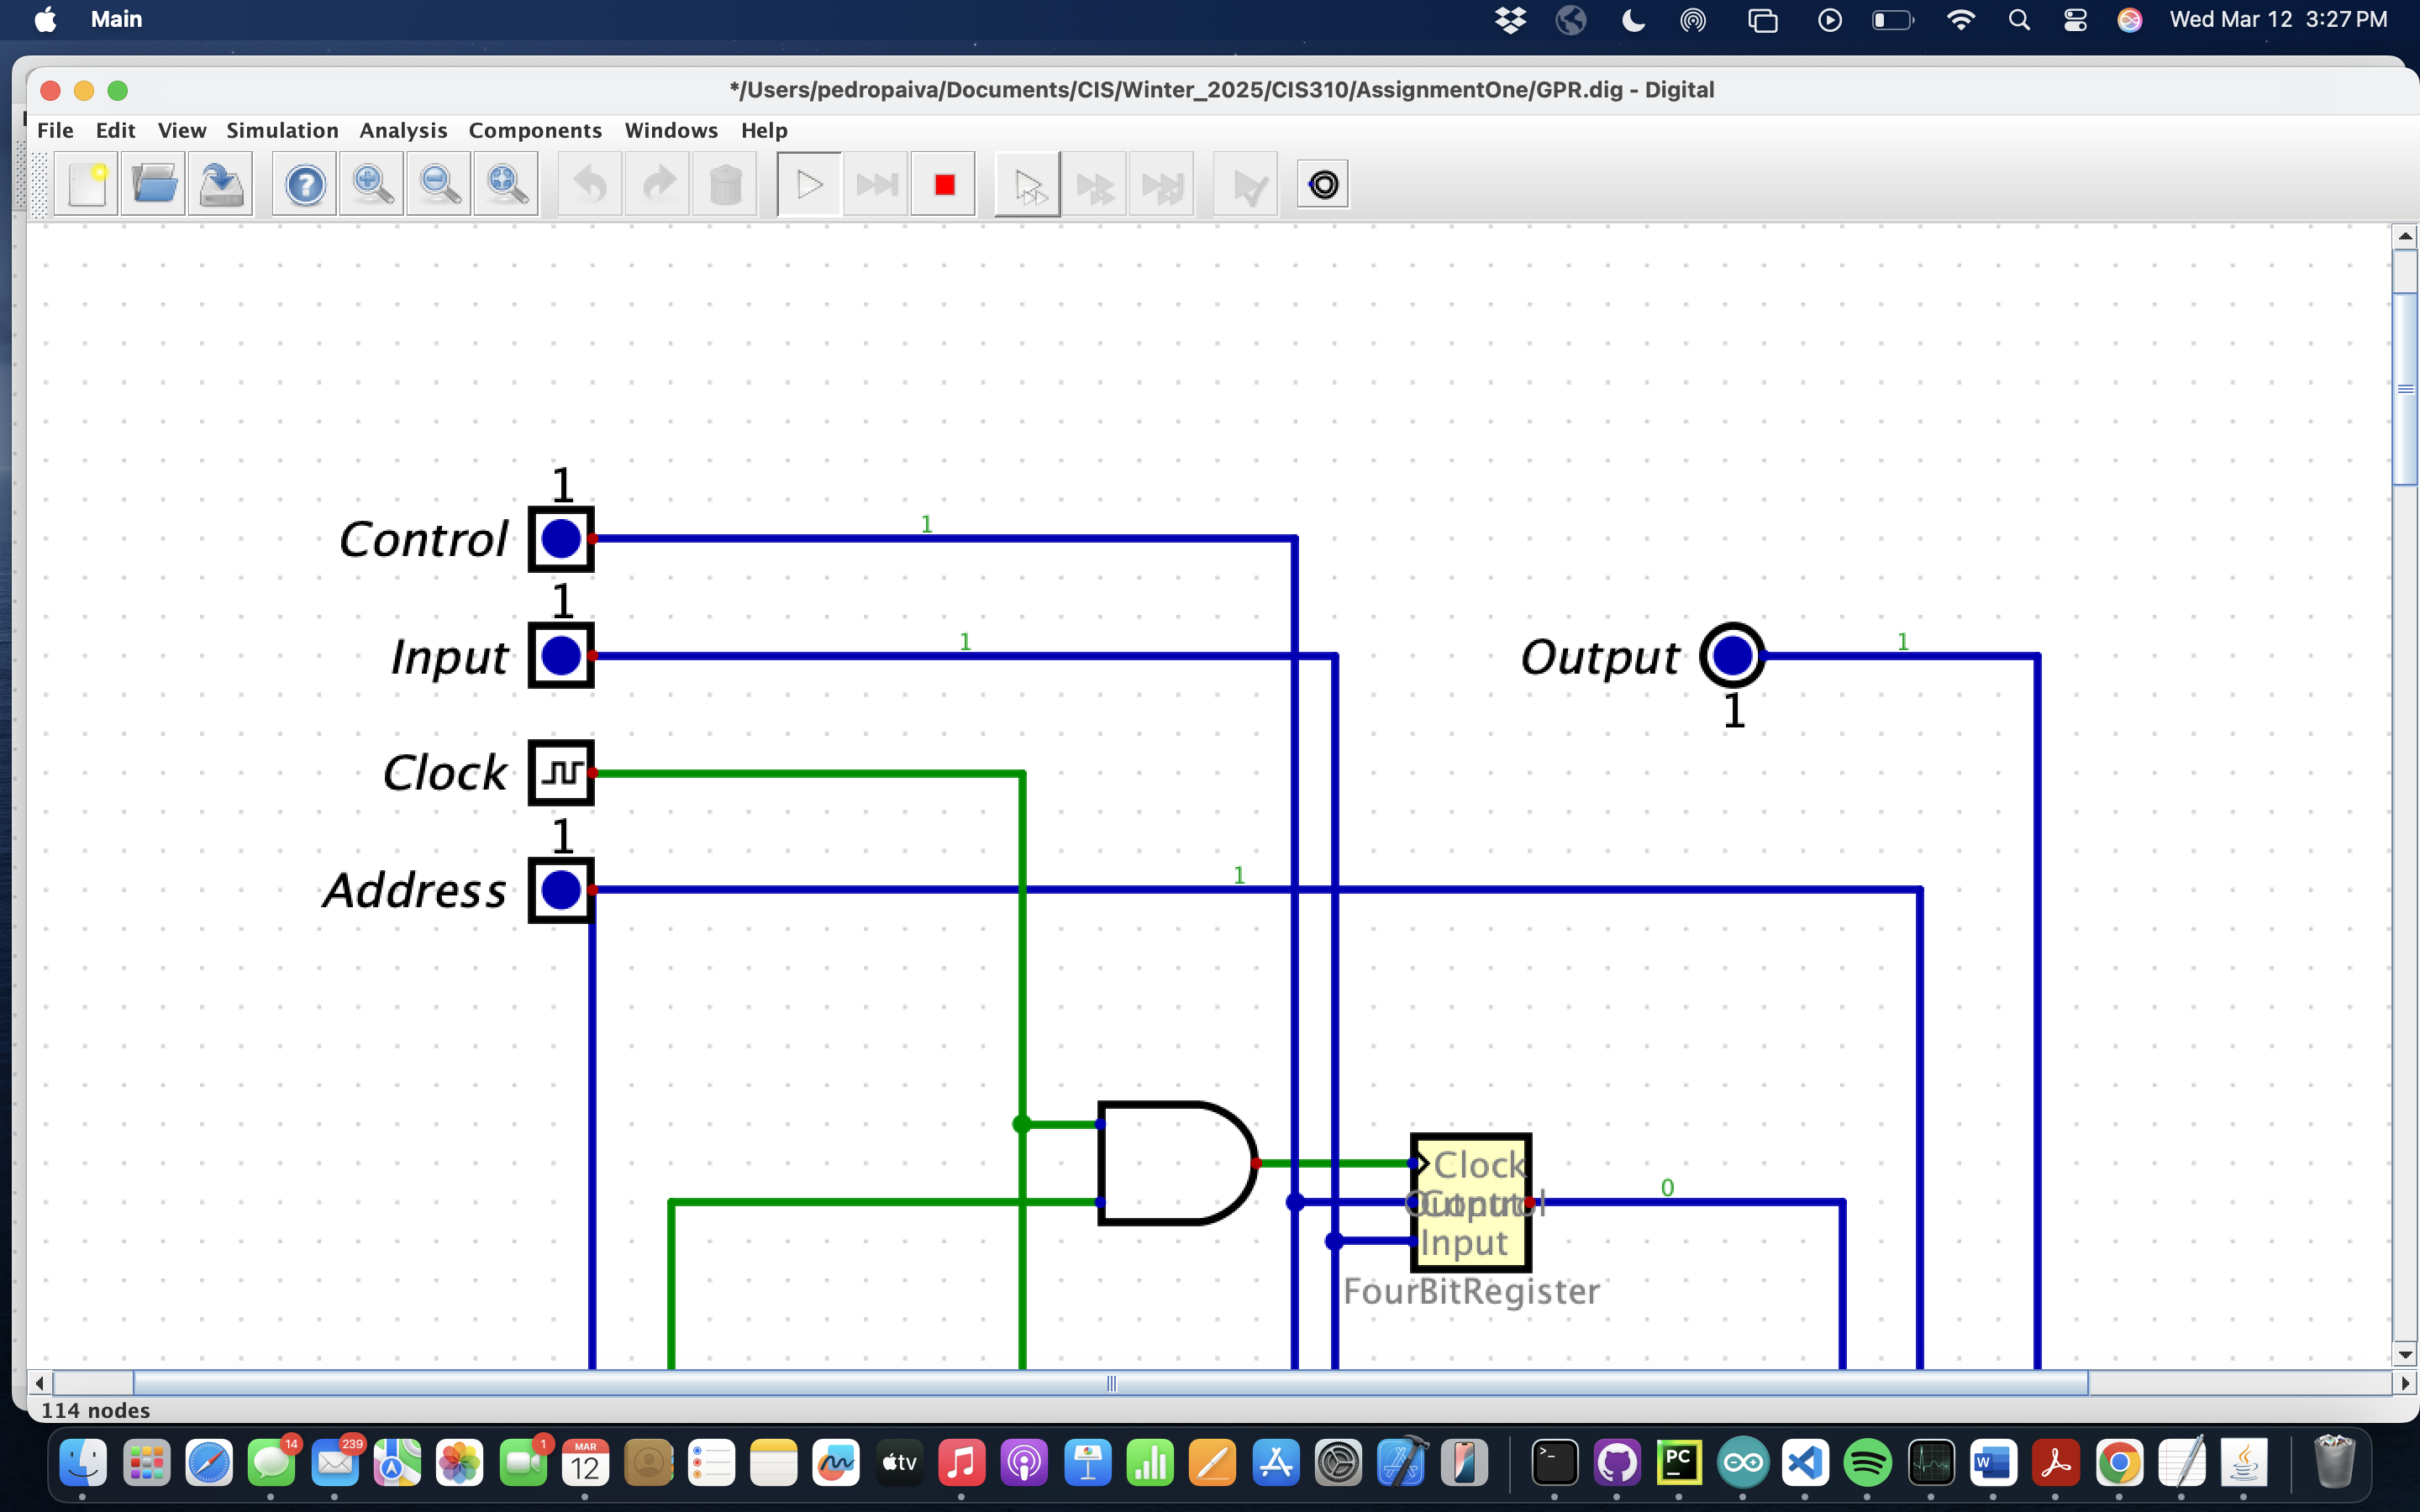 Main
Wed Mar 12 3:27 PM
*/Users/pedropaiva/Documents/CIS/Winter_2025/CIS310/AssignmentOne/GPR.dig - Digital
File Edit View Simulation Analysis Components Windows Help
1
Control
1
1
Input
1
Output
1
1
Clock
1
Address
1
Clock
Control
Output
0
Input
FourBitRegister
114 nodes
14
239
1
MAR
12
tv
>_
PC
W